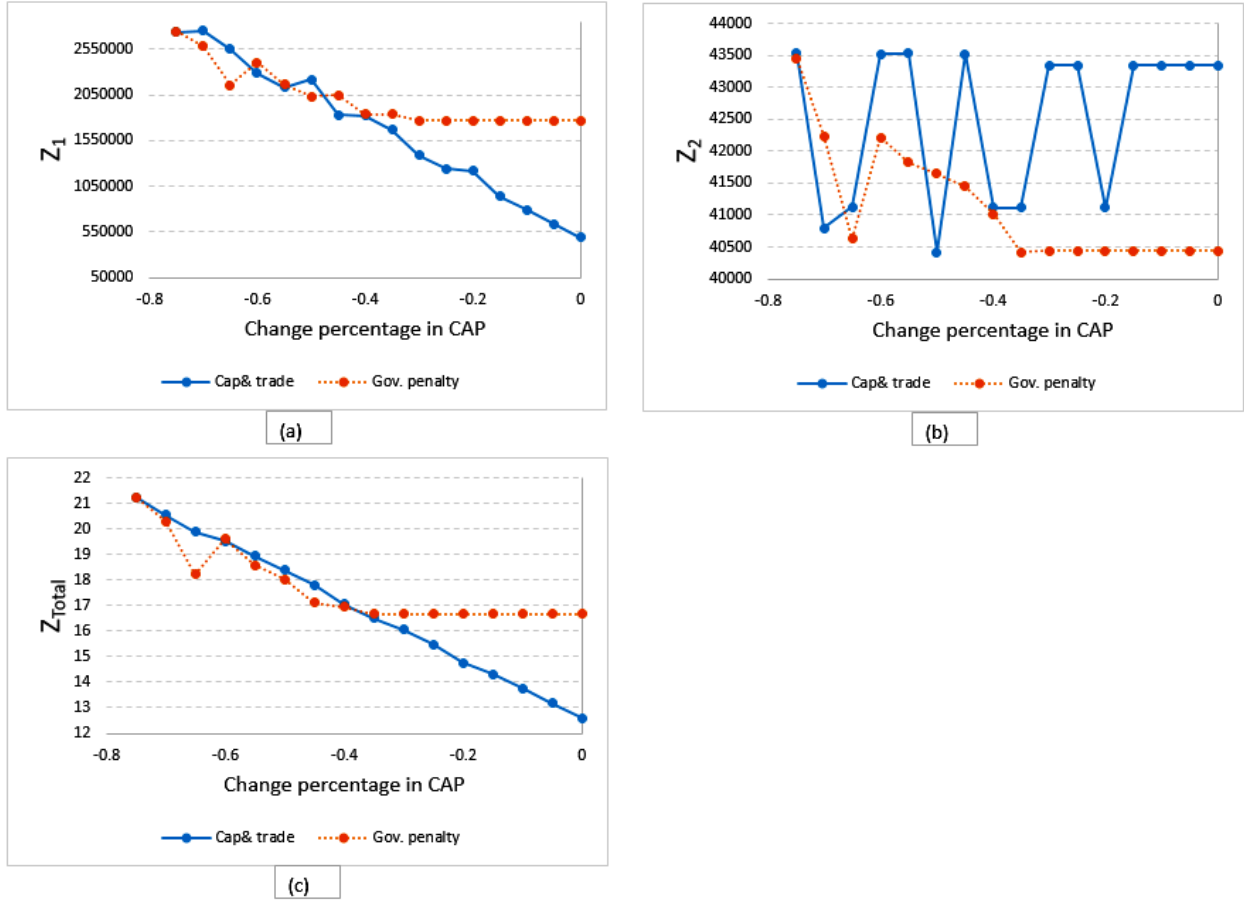 2550000
2050000
1550000
1050000
550000
50000
Z1
-0.8 -0.6 -0.4 -0.2 0
Change percentage in CAP
Cap& trade Gov. penalty
(a)
44000
43500
43000
42500
42000
41500
41000
40500
40000
Z2
-0.8 -0.6 -0.4 -0.2 0
Change percentage in CAP
Cap& trade Gov. penalty
(b)
22
21
20
19
18
17
16
15
14
13
12
ZTotal
-0.8 -0.6 -0.4 -0.2 0
Change percentage in CAP
Cap& trade Gov. penalty
(c)